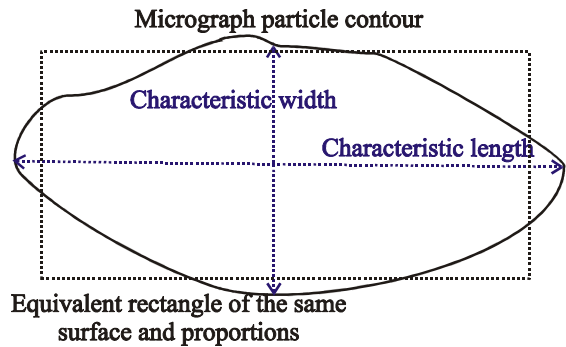 Micrograph particle contour
Characteristic width
Characteristic length
Equivalent rectangle of the same
surface and proportions